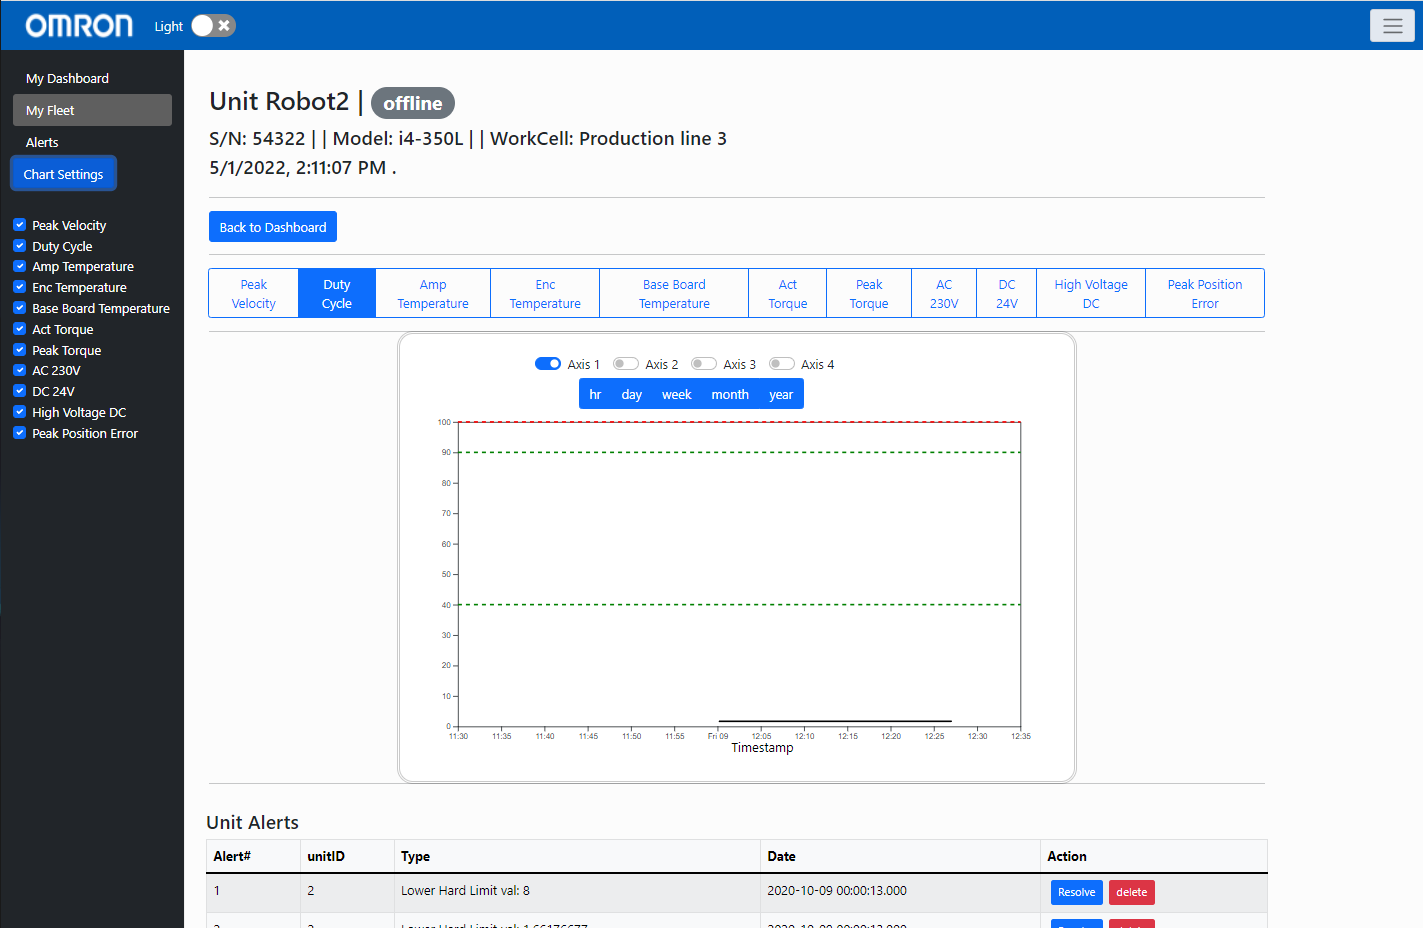 OMRON
Light
My Dashboard
My Fleet
Alerts
Chart Settings
Peak Velocity
Duty Cycle
Amp Temperature
Enc Temperature
Base Board Temperature
Act Torque
Peak Torque
AC 230V
DC 24V
High Voltage DC
Peak Position Error
Unit Robot2 | offline
S/N: 54322 | | Model: i4-350L | | WorkCell: Production line 3
5/1/2022, 2:11:07 PM .
Back to Dashboard
Peak Velocity
Duty Cycle
Amp Temperature
Enc Temperature
Base Board Temperature
Act Torque
Peak Torque
AC 230V
DC 24V
High Voltage DC
Peak Position Error
Axis 1 Axis 2 Axis 3 Axis 4
hr day week month year
100
90
80
70
60
50
40
30
20
10
0
11:30 11:35 11:40 11:45 11:50 11:55 Fri 09 12:05 12:10 12:15 12:20 12:25 12:30 12:35
Timestamp
Unit Alerts
Alert# unitID Type Date Action
1 2 Lower Hard Limit val: 8 2020-10-09 00:00:13.000 Resolve delete